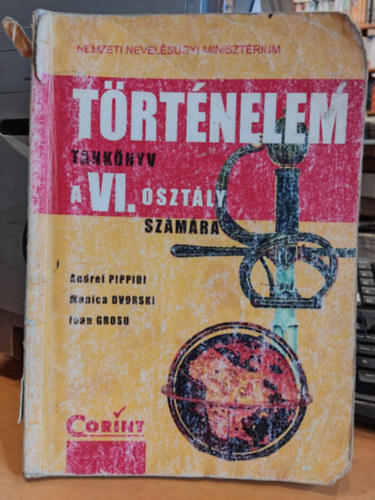 NEMZETI NEVELÉSÜGYI MINISZTÉRIUM
TÖRTÉNELEM
TANKÖNYV
A VI. OSZTÁLY
SZÁMÁRA
Andrei PIPPIDI
Monica DVORSKI
Ioan GROSU
CORINT